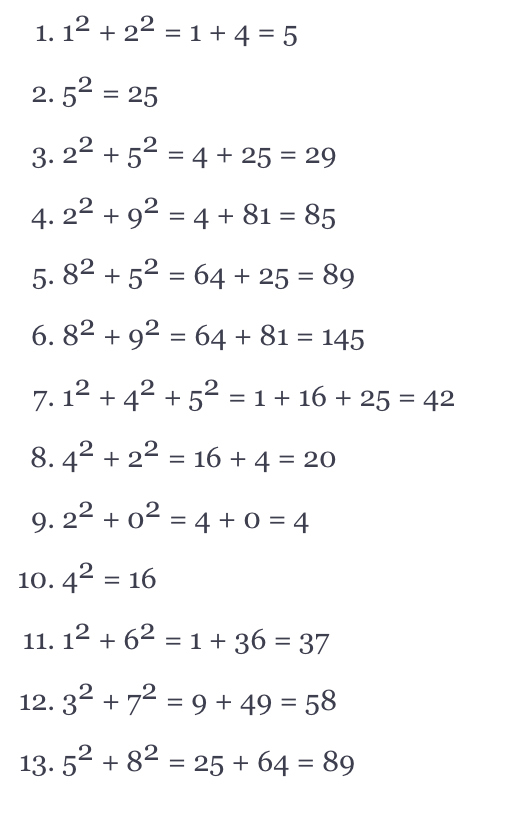 1. 1² + 2² = 1 + 4 = 5
2. 5² = 25
3. 2² + 5² = 4 + 25 = 29
4. 2² + 9² = 4 + 81 = 85
5. 8² + 5² = 64 + 25 = 89
6. 8² + 9² = 64 + 81 = 145
7. 1² + 4² + 5² = 1 + 16 + 25 = 42
8. 4² + 2² = 16 + 4 = 20
9. 2² + 0² = 4 + 0 = 4
10. 4² = 16
11. 1² + 6² = 1 + 36 = 37
12. 3² + 7² = 9 + 49 = 58
13. 5² + 8² = 25 + 64 = 89